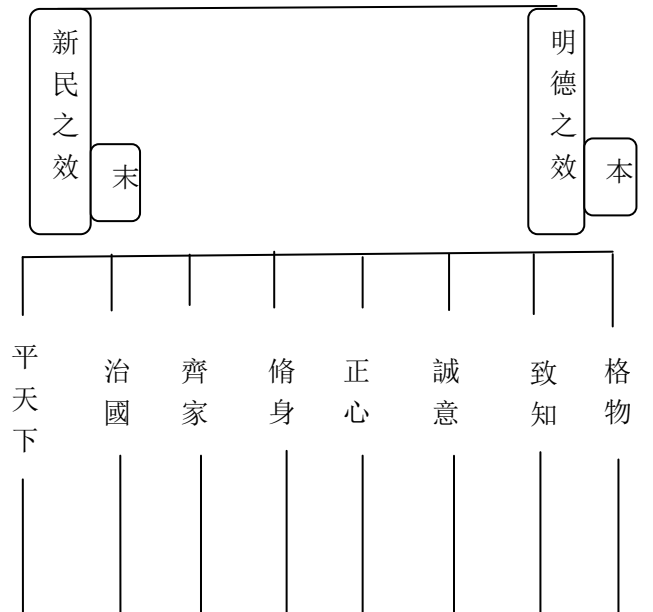 明德之效
本
新民之效
末
格物
致知
誠意
正心
脩身
齊家
治國
平天下